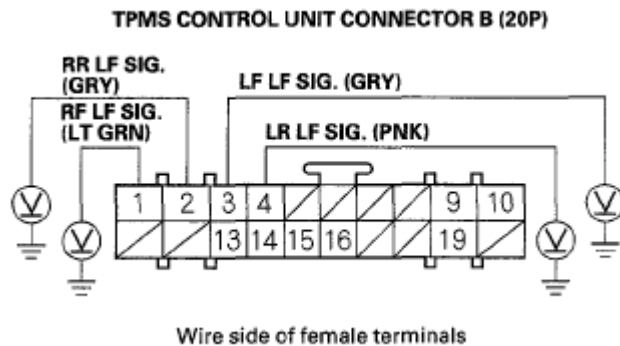 TPMS CONTROL UNIT CONNECTOR B (20P)
RR LF SIG.
(GRY)
LF LF SIG. (GRY)
RF LF SIG.
(LT GRN)
LR LF SIG. (PNK)
V V V V
1 2 3 4 9 10
13 14 15 16 19
Wire side of female terminals